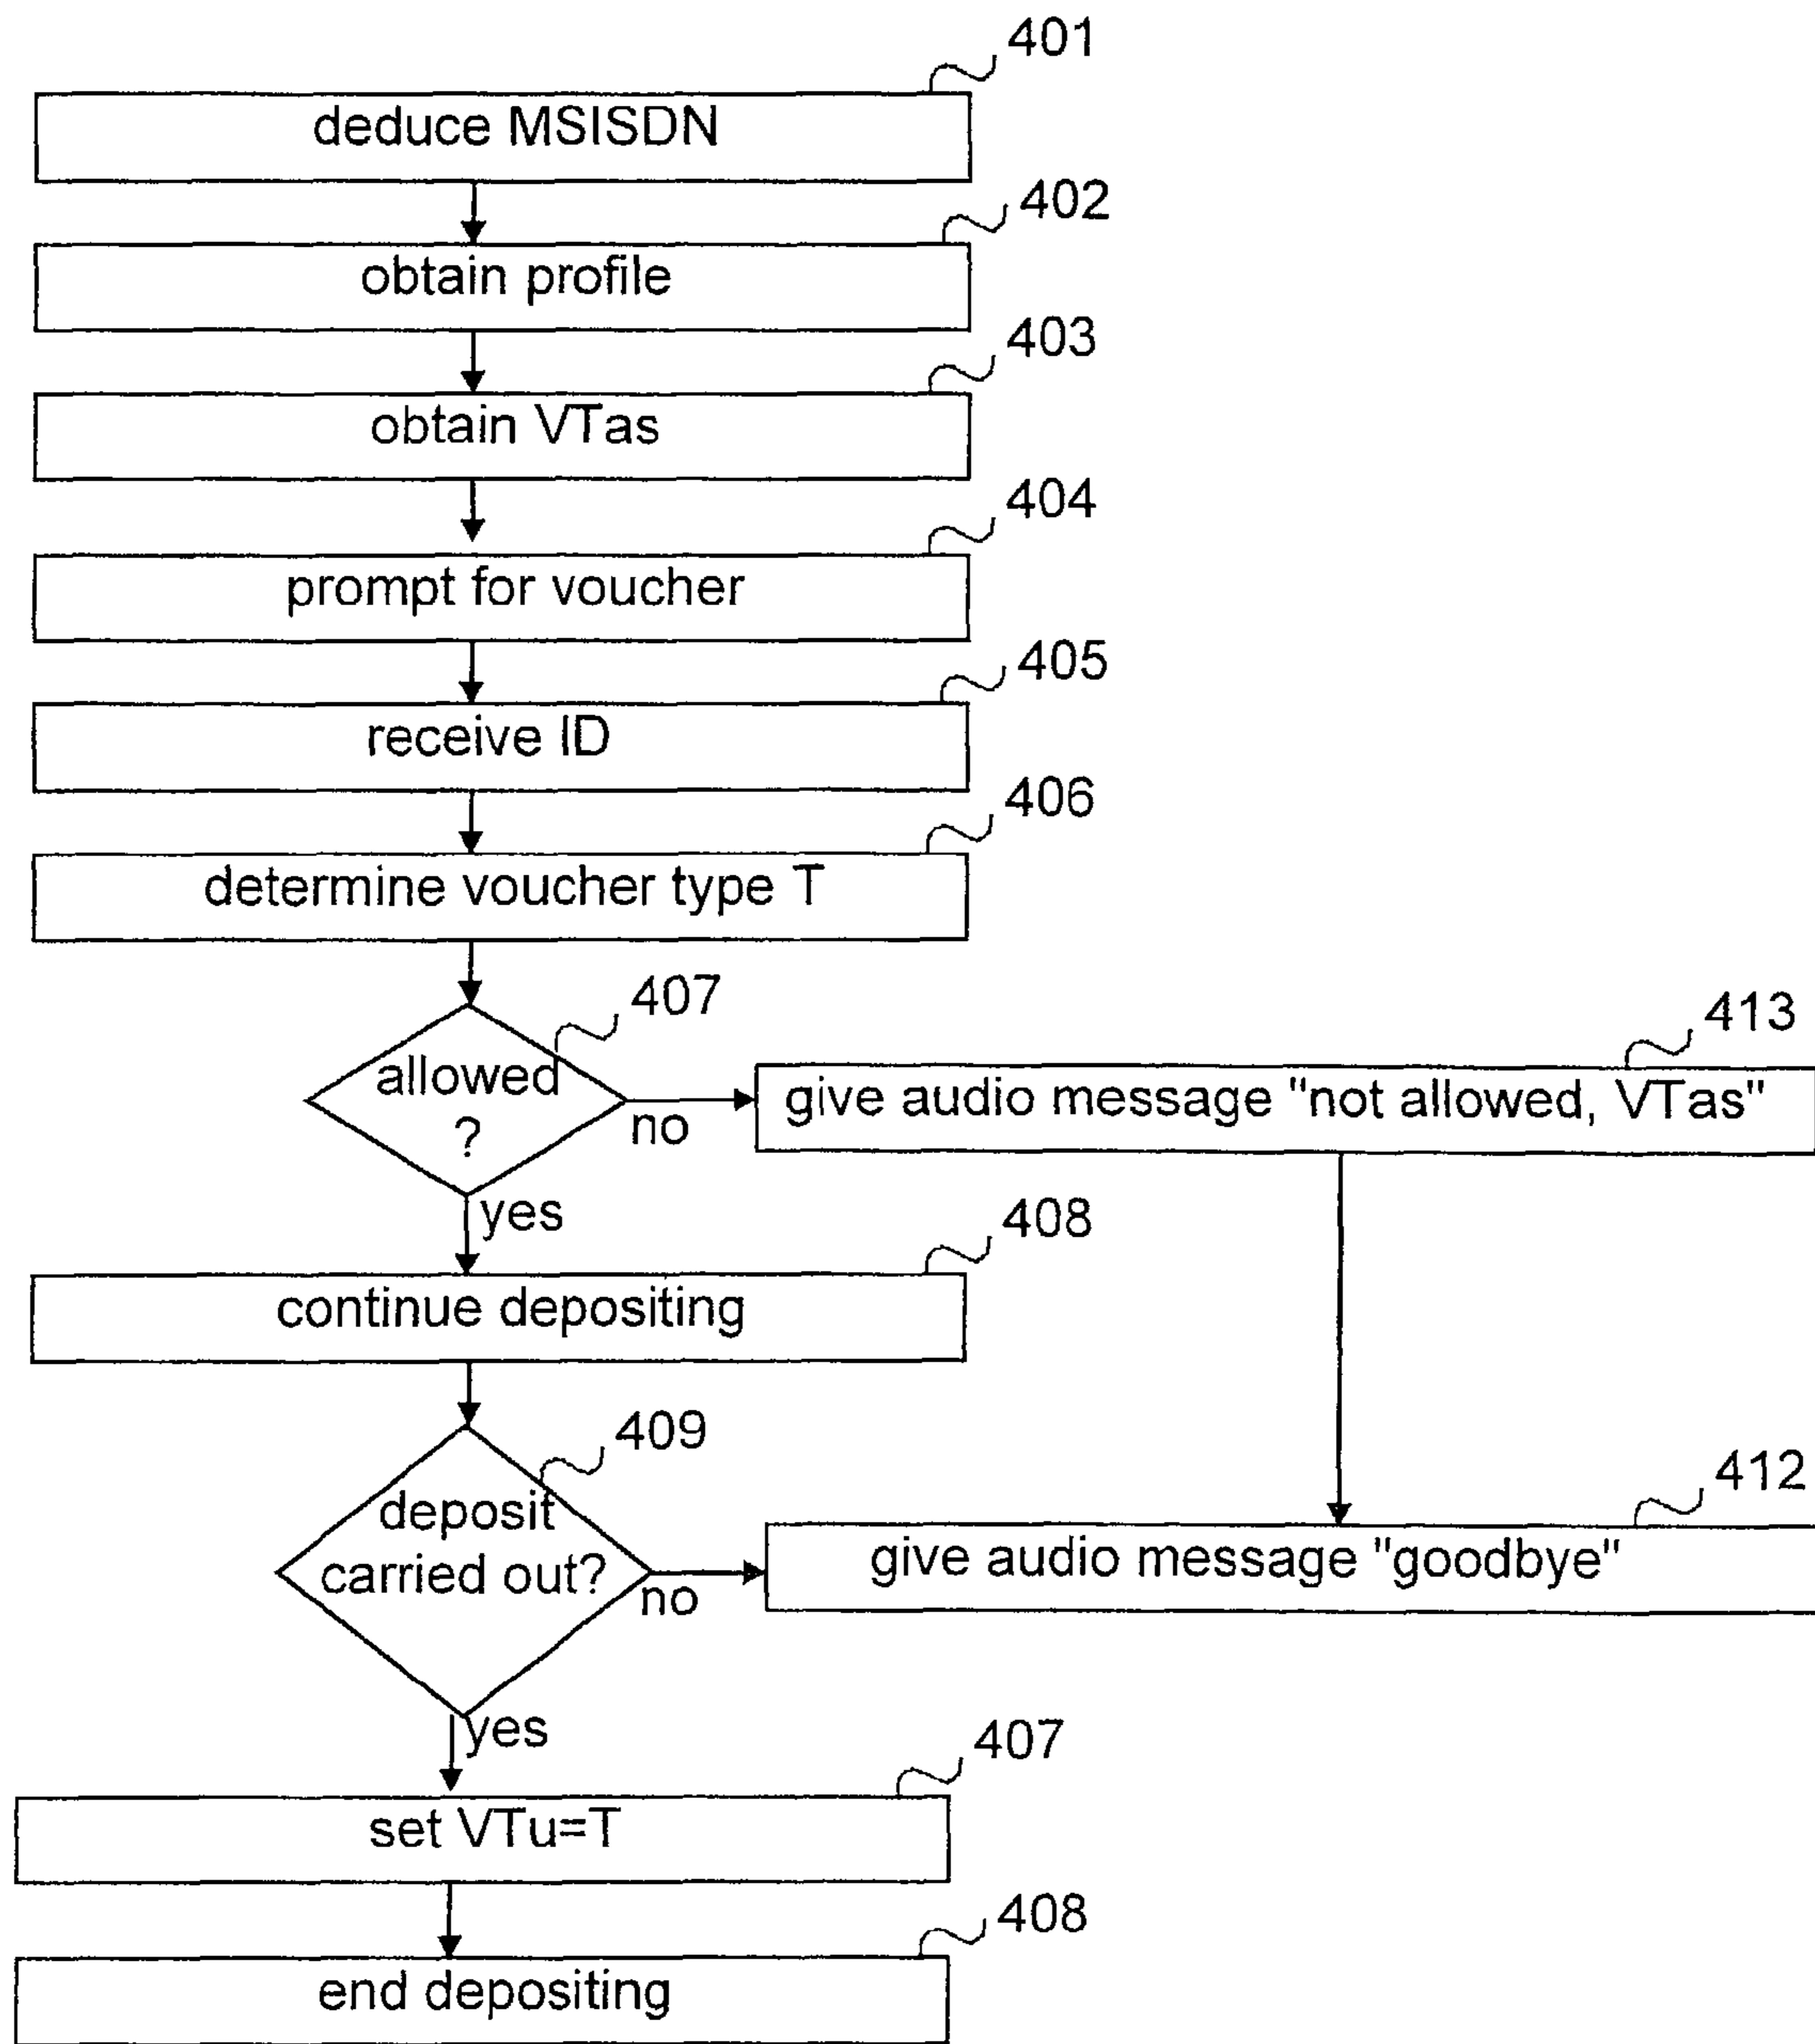 401
deduce MSISDN
402
obtain profile
403
obtain VTas
404
prompt for voucher
405
receive ID
406
determine voucher type T
407
allowed
?
no
yes
413
give audio message "not allowed, VTas"
408
continue depositing
409
deposit
carried out?
no
yes
412
give audio message "goodbye"
407
set VTu=T
408
end depositing